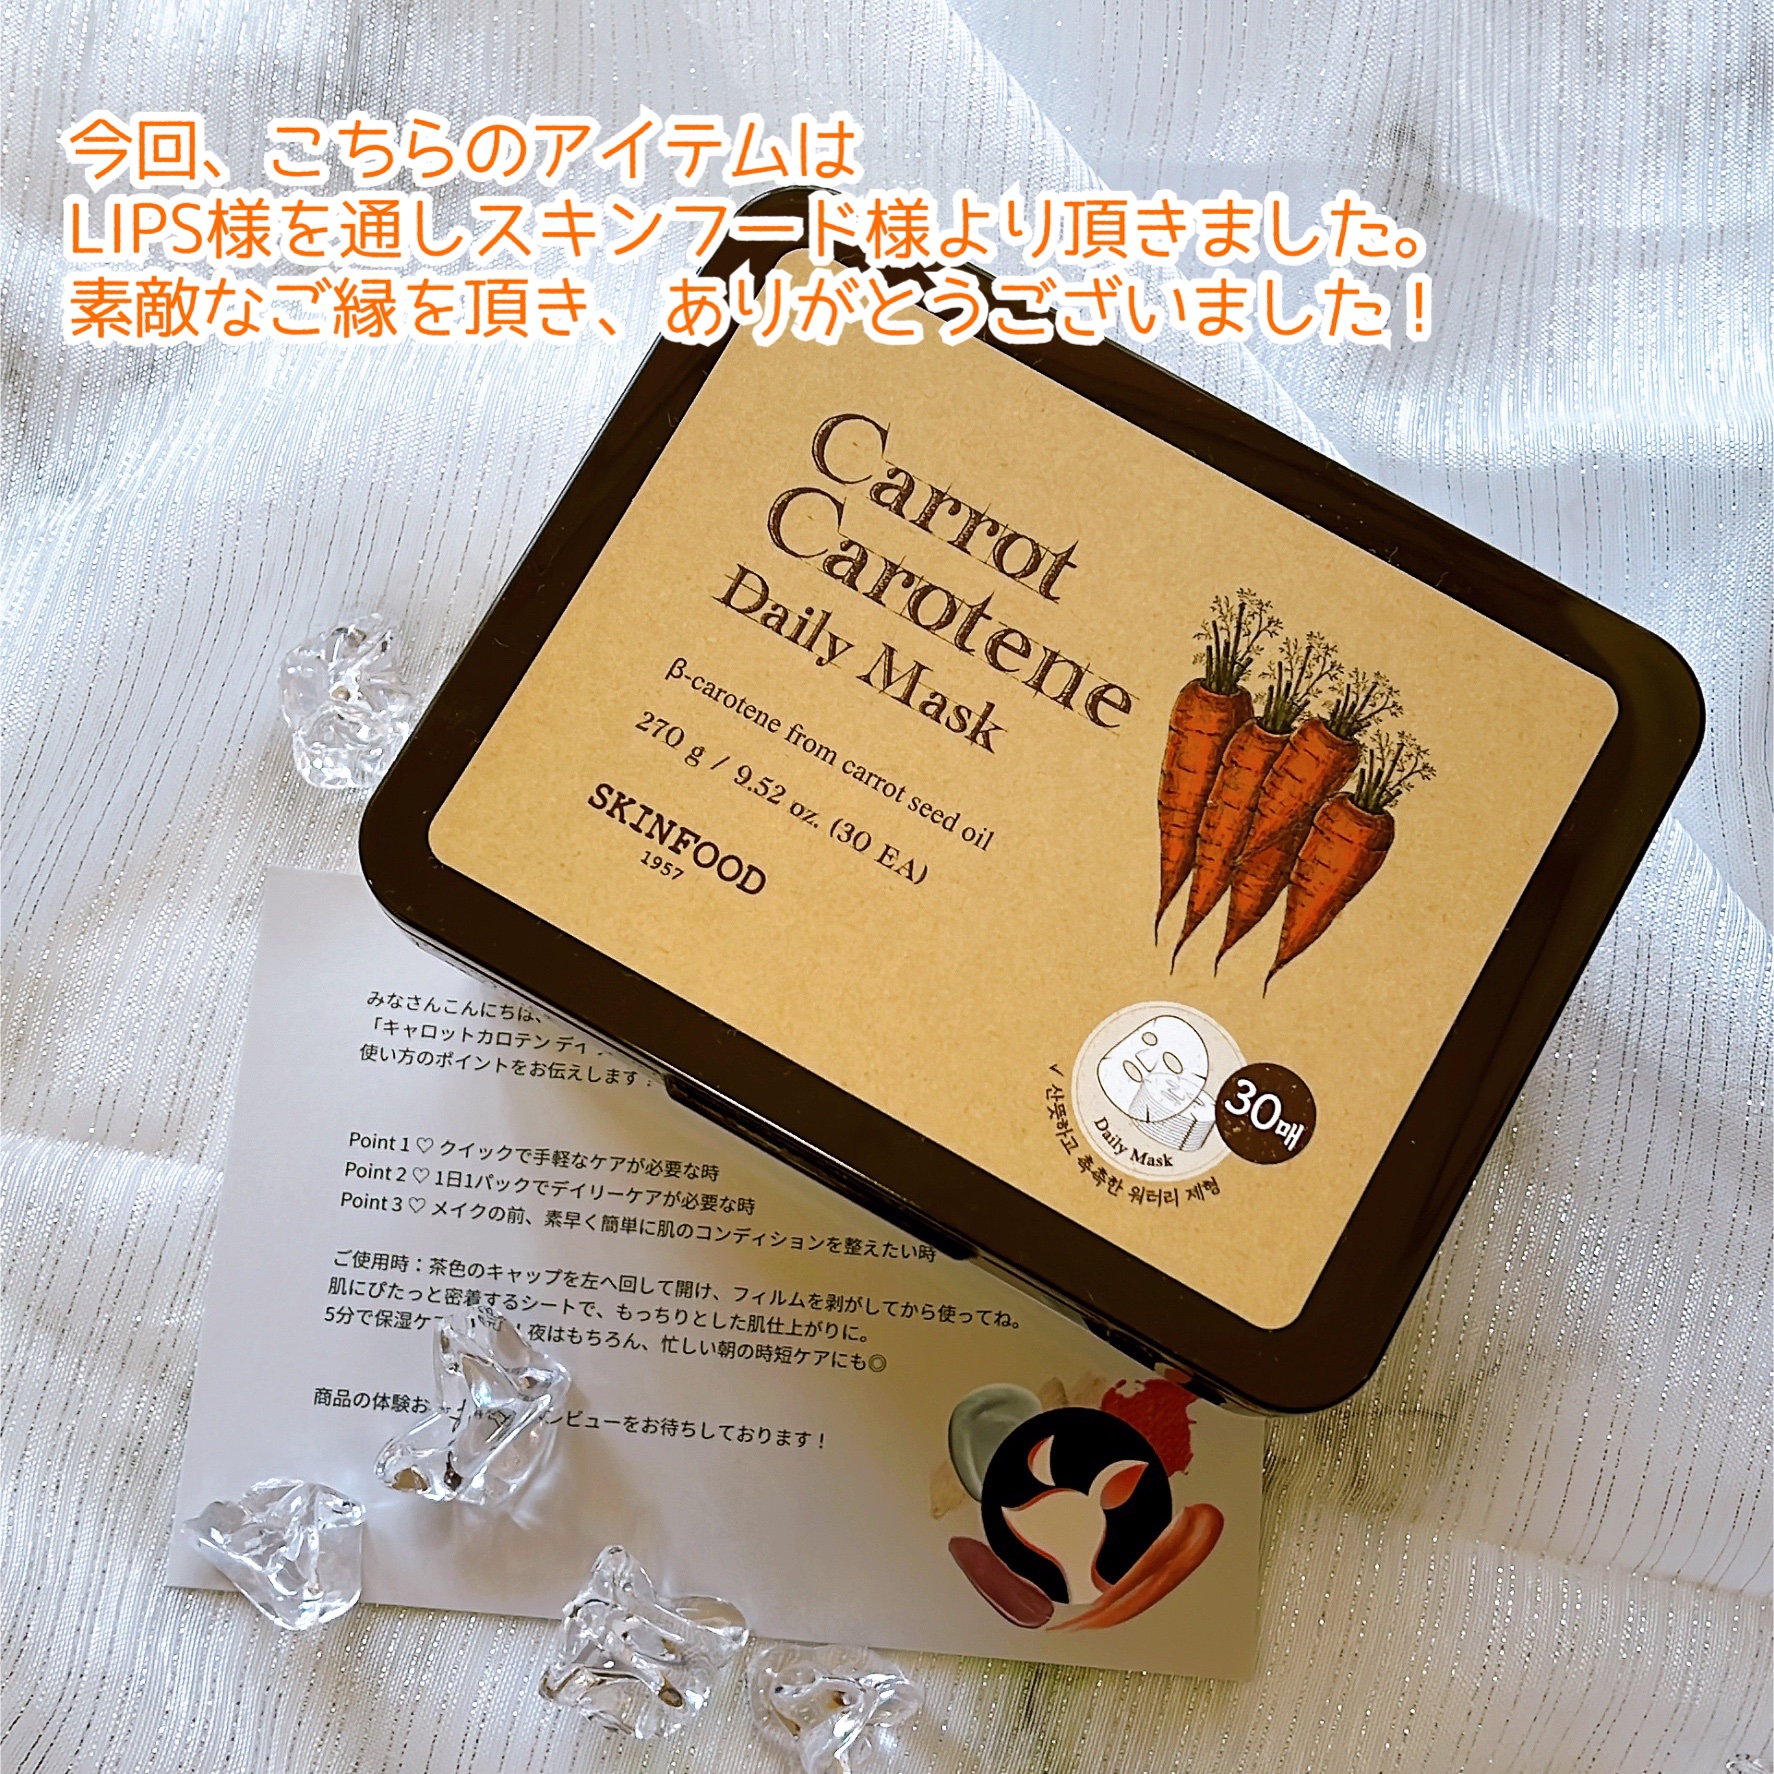 今回、こちらのアイテムは
LIPS様を通しスキンフード様より頂きました。
素敵なご縁を頂き、ありがとうございました！
Carrot
Carotene
Daily Mask
β-carotene from carrot seed oil
270 g / 9.52 oz. (30 EA)
SKINFOOD
1957
Daily Mask
30매
✓ 산뜻하고 촉촉한 워터리 제형
みなさんこんにちは、
「キャロットカロテン デイ
使い方のポイントをお伝えします
Point 1 ♡ クイックで手軽なケアが必要な時
Point 2 ♡ 1日1パックでデイリーケアが必要な時
Point 3 ♡ メイクの前、素早く簡単に肌のコンディションを整えたい時
ご使用時：茶色のキャップを左へ回して開け、フィルムを剥がしてから使ってね。
肌にぴたっと密着するシートで、もっちりとした肌仕上がりに。
5分で保湿ケア 夜はもちろん、忙しい朝の時短ケアにも◎
商品の体験お レビューをお待ちしております！